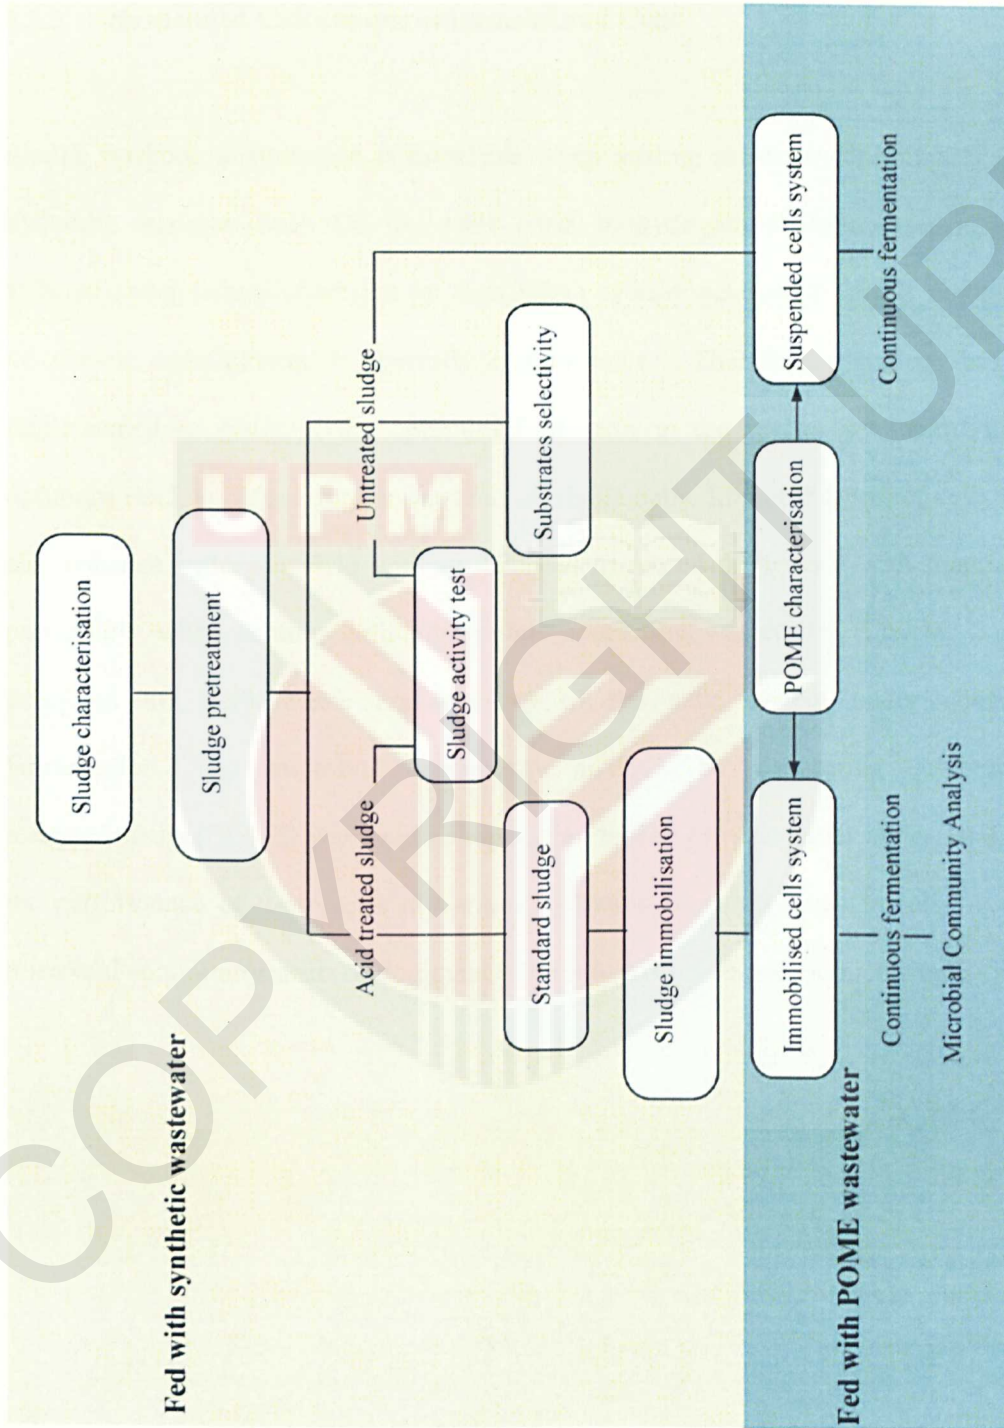 Fed with synthetic wastewater
Sludge characterisation
Sludge pretreatment
Acid treated sludge
Untreated sludge
Sludge activity test
Standard sludge
Substrates selectivity
Sludge immobilisation
Fed with POME wastewater
Immobilised cells system
POME characterisation
Suspended cells system
Continuous fermentation
Continuous fermentation
Microbial Community Analysis
UPM
COPYRIGHT UP